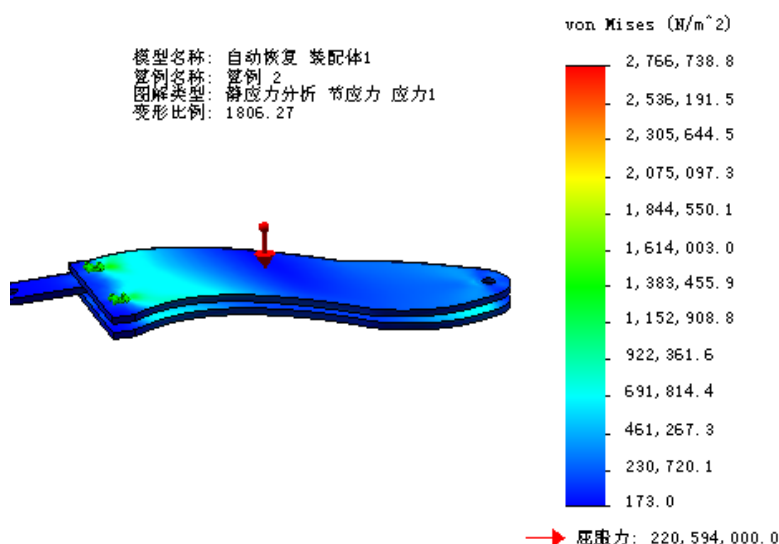 von Mises (N/m^2)
模型名称: 自动恢复 装配体1
算例名称: 算例 2
图解类型: 静应力分析 节应力 应力1
变形比例: 1806.27
2,766,738.8
2,536,191.5
2,305,644.5
2,075,097.3
1,844,550.1
1,614,003.0
1,383,455.9
1,152,908.8
922,361.6
691,814.4
461,267.3
230,720.1
173.0
屈服力: 220,594,000.0